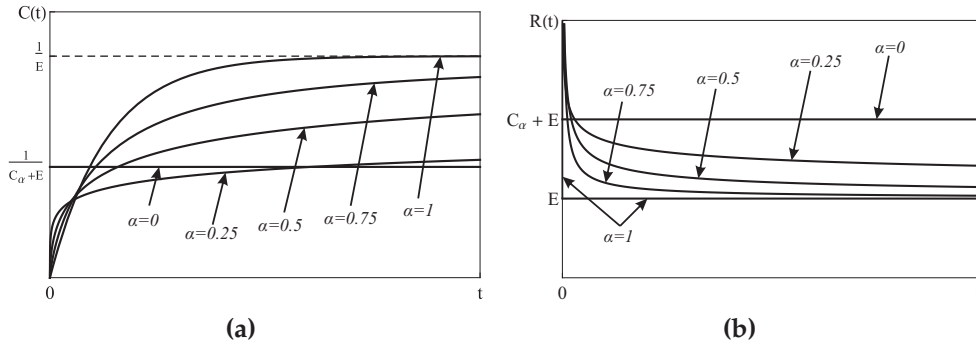 C(t)
1
E
1
Cα+E
α=0
α=0.25
α=0.5
α=0.75
α=1
0
t
(a)
R(t)
α=0
α=0.25
α=0.5
α=0.75
Cα + E
E
α=1
0
(b)